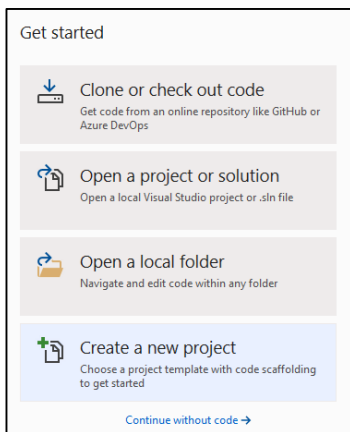 Get started
Clone or check out code
Get code from an online repository like GitHub or
Azure DevOps
Open a project or solution
Open a local Visual Studio project or .sln file
Open a local folder
Navigate and edit code within any folder
Create a new project
Choose a project template with code scaffolding
to get started
Continue without code →